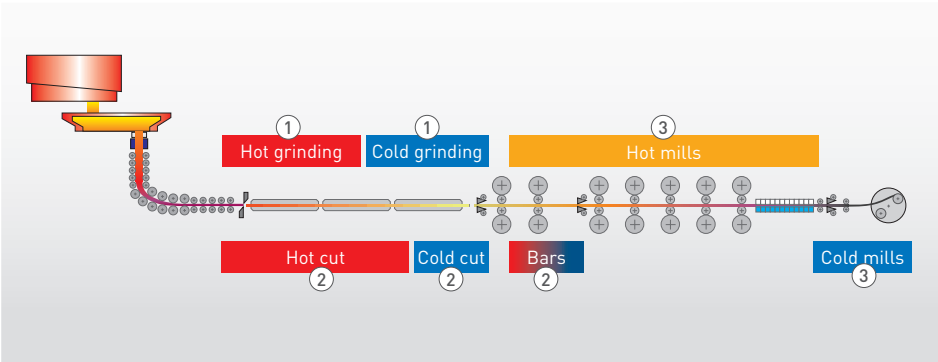 1
1
3
Hot grinding
Cold grinding
Hot mills
Hot cut
Cold cut
Bars
Cold mills
2
2
2
3